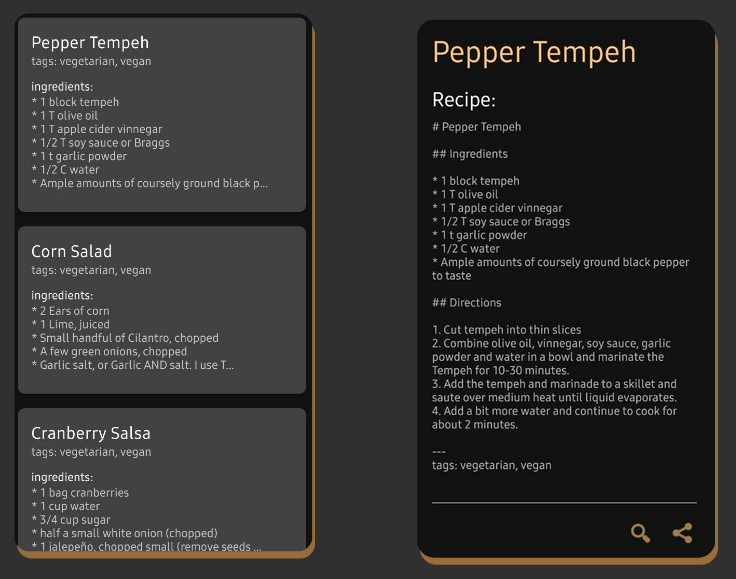 Pepper Tempeh
tags: vegetarian, vegan
ingredients:
* 1 block tempeh
* 1 T olive oil
* 1 T apple cider vinnegar
* 1/2 T soy sauce or Braggs
* 1 t garlic powder
* 1/2 C water
* Ample amounts of coursely ground black p...
Corn Salad
tags: vegetarian, vegan
ingredients:
* 2 Ears of corn
* 1 Lime, juiced
* Small handful of Cilantro, chopped
* A few green onions, chopped
* Garlic salt, or Garlic AND salt. I use T...
Cranberry Salsa
tags: vegetarian, vegan
ingredients:
* 1 bag cranberries
* 1 cup water
* 3/4 cup sugar
* half a small white onion (chopped)
* 1 jalepeño, chopped small (remove seeds ...
Pepper Tempeh
Recipe:
# Pepper Tempeh
## Ingredients
* 1 block tempeh
* 1 T olive oil
* 1 T apple cider vinnegar
* 1/2 T soy sauce or Braggs
* 1 t garlic powder
* 1/2 C water
* Ample amounts of coursely ground black pepper
to taste
## Directions
1. Cut tempeh into thin slices
2. Combine olive oil, vinnegar, soy sauce, garlic
powder and water in a bowl and marinate the
Tempeh for 10-30 minutes.
3. Add the tempeh and marinade to a skillet and
saute over medium heat until liquid evaporates.
4. Add a bit more water and continue to cook for
about 2 minutes.
---
tags: vegetarian, vegan